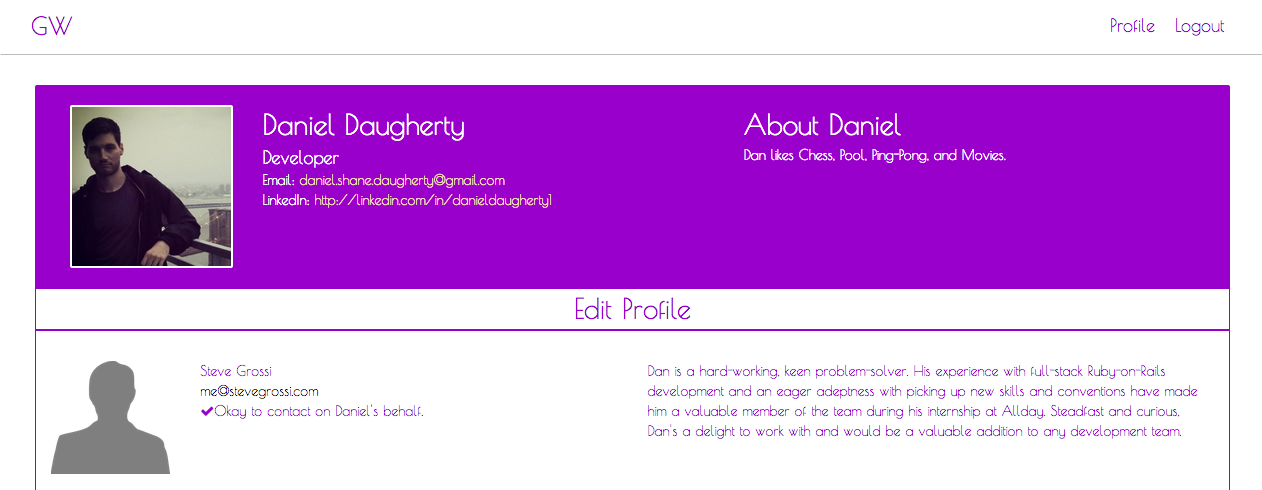 GW
Profile Logout
Daniel Daugherty
Developer
Email: daniel.shane.daugherty@gmail.com
LinkedIn: http://linkedin.com/in/danieldaugherty1
About Daniel
Dan likes Chess, Pool, Ping-Pong, and Movies.
Edit Profile
Steve Grossi
me@stevegrossi.com
Okay to contact on Daniel's behalf.
Dan is a hard-working, keen problem-solver. His experience with full-stack Ruby-on-Rails
development and an eager adeptness with picking up new skills and conventions have made
him a valuable member of the team during his internship at Allday. Steadfast and curious,
Dan's a delight to work with and would be a valuable addition to any development team.